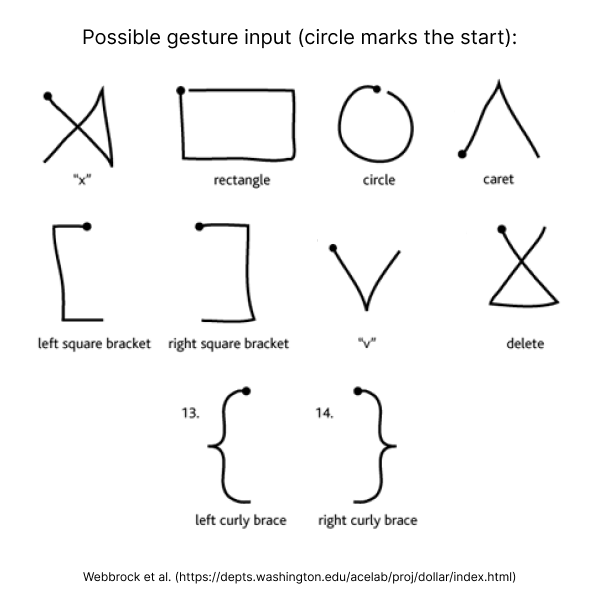 Possible gesture input (circle marks the start):
"x" rectangle circle caret
left square bracket right square bracket "v" delete
13. 14.
left curly brace right curly brace
Webbrock et al. (https://depts.washington.edu/acelab/proj/dollar/index.html)